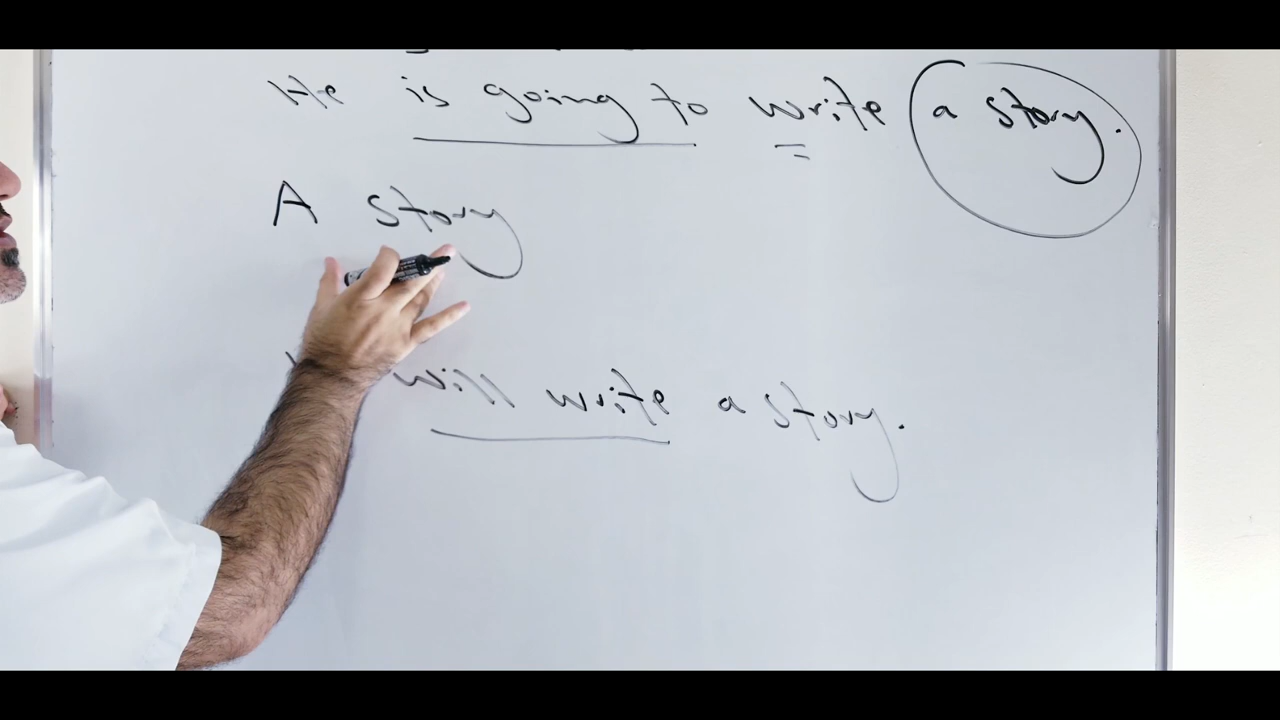 He is going to write a story.
A story
will write a story.